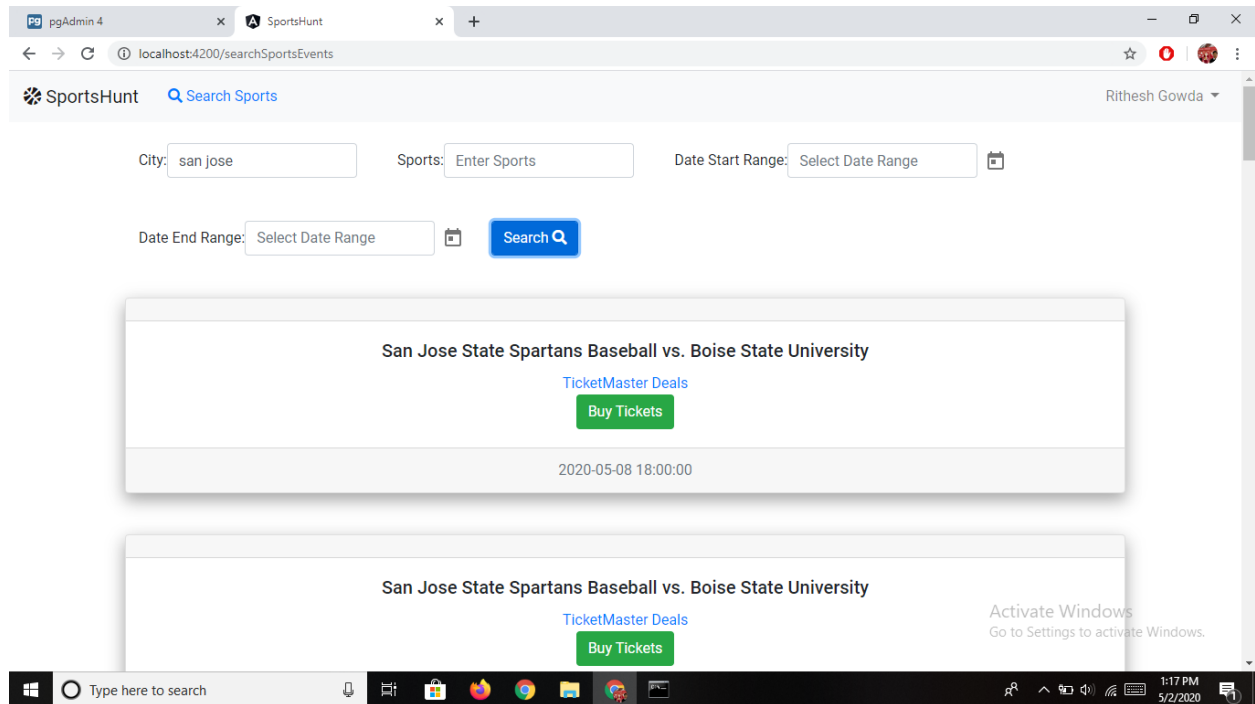 pgAdmin 4
SportsHunt
localhost:4200/searchSportsEvents
SportsHunt Search Sports Rithesh Gowda
City: san jose Sports: Enter Sports Date Start Range: Select Date Range
Date End Range: Select Date Range Search
San Jose State Spartans Baseball vs. Boise State University
TicketMaster Deals
Buy Tickets
2020-05-08 18:00:00
San Jose State Spartans Baseball vs. Boise State University
TicketMaster Deals
Buy Tickets
Activate Windows
Go to Settings to activate Windows.
Type here to search
1:17 PM
5/2/2020
1